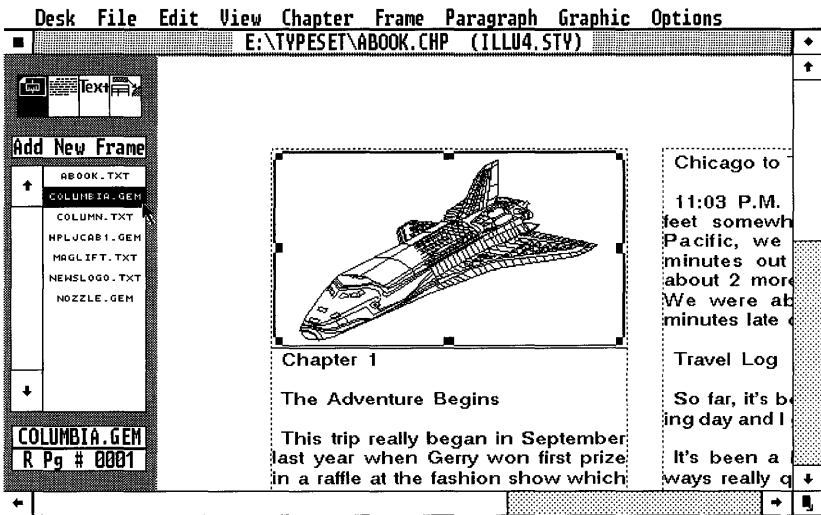 Desk File Edit View Chapter Frame Paragraph Graphic Options
E:\TYPESET\ABOOK.CHP (ILLU4.STY)
Text
Add New Frame
ABOOK.TXT
COLUMBIA.GEM
COLUMN.TXT
HPLJCAB1.GEM
MAGLIFT.TXT
NEWSLOGO.TXT
NOZZLE.GEM
COLUMBIA.GEM
R Pg # 0001
Chapter 1
The Adventure Begins
This trip really began in September
last year when Gerry won first prize
in a raffle at the fashion show which
Chicago to
11:03 P.M.
feet somewh
Pacific, we
minutes out
about 2 more
We were ab
minutes late
Travel Log
So far, it's b
ing day and I
It's been a
ways really q